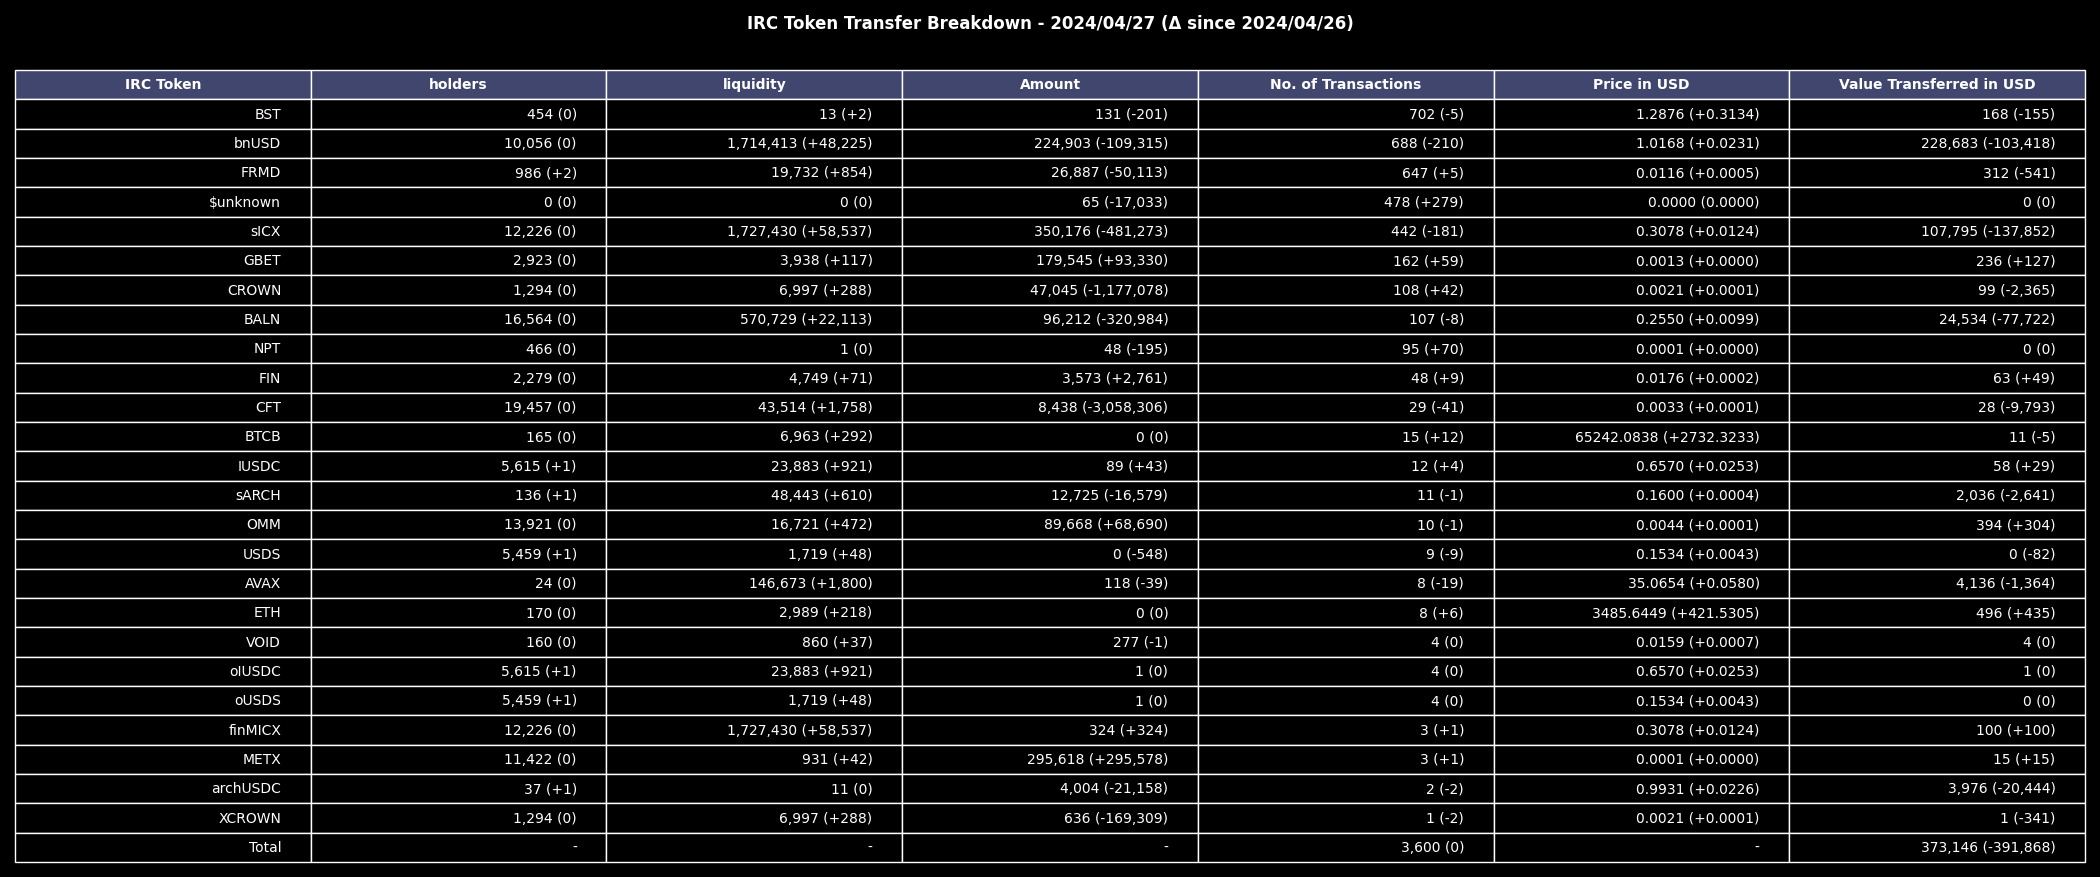 IRC Token Transfer Breakdown - 2024/04/27 (Δ since 2024/04/26)
IRC Token holders liquidity Amount No. of Transactions Price in USD Value Transferred in USD
BST 454 (0) 13 (+2) 131 (-201) 702 (-5) 1.2876 (+0.3134) 168 (-155)
bnUSD 10,056 (0) 1,714,413 (+48,225) 224,903 (-109,315) 688 (-210) 1.0168 (+0.0231) 228,683 (-103,418)
FRMD 986 (+2) 19,732 (+854) 26,887 (-50,113) 647 (+5) 0.0116 (+0.0005) 312 (-541)
$unknown 0 (0) 0 (0) 65 (-17,033) 478 (+279) 0.0000 (0.0000) 0 (0)
sICX 12,226 (0) 1,727,430 (+58,537) 350,176 (-481,273) 442 (-181) 0.3078 (+0.0124) 107,795 (-137,852)
GBET 2,923 (0) 3,938 (+117) 179,545 (+93,330) 162 (+59) 0.0013 (+0.0000) 236 (+127)
CROWN 1,294 (0) 6,997 (+288) 47,045 (-1,177,078) 108 (+42) 0.0021 (+0.0001) 99 (-2,365)
BALN 16,564 (0) 570,729 (+22,113) 96,212 (-320,984) 107 (-8) 0.2550 (+0.0099) 24,534 (-77,722)
NPT 466 (0) 1 (0) 48 (-195) 95 (+70) 0.0001 (+0.0000) 0 (0)
FIN 2,279 (0) 4,749 (+71) 3,573 (+2,761) 48 (+9) 0.0176 (+0.0002) 63 (+49)
CFT 19,457 (0) 43,514 (+1,758) 8,438 (-3,058,306) 29 (-41) 0.0033 (+0.0001) 28 (-9,793)
BTCB 165 (0) 6,963 (+292) 0 (0) 15 (+12) 65242.0838 (+2732.3233) 11 (-5)
IUSDC 5,615 (+1) 23,883 (+921) 89 (+43) 12 (+4) 0.6570 (+0.0253) 58 (+29)
sARCH 136 (+1) 48,443 (+610) 12,725 (-16,579) 11 (-1) 0.1600 (+0.0004) 2,036 (-2,641)
OMM 13,921 (0) 16,721 (+472) 89,668 (+68,690) 10 (-1) 0.0044 (+0.0001) 394 (+304)
USDS 5,459 (+1) 1,719 (+48) 0 (-548) 9 (-9) 0.1534 (+0.0043) 0 (-82)
AVAX 24 (0) 146,673 (+1,800) 118 (-39) 8 (-19) 35.0654 (+0.0580) 4,136 (-1,364)
ETH 170 (0) 2,989 (+218) 0 (0) 8 (+6) 3485.6449 (+421.5305) 496 (+435)
VOID 160 (0) 860 (+37) 277 (-1) 4 (0) 0.0159 (+0.0007) 4 (0)
oIUSDC 5,615 (+1) 23,883 (+921) 1 (0) 4 (0) 0.6570 (+0.0253) 1 (0)
oUSDS 5,459 (+1) 1,719 (+48) 1 (0) 4 (0) 0.1534 (+0.0043) 0 (0)
finMICX 12,226 (0) 1,727,430 (+58,537) 324 (+324) 3 (+1) 0.3078 (+0.0124) 100 (+100)
METX 11,422 (0) 931 (+42) 295,618 (+295,578) 3 (+1) 0.0001 (+0.0000) 15 (+15)
archUSDC 37 (+1) 11 (0) 4,004 (-21,158) 2 (-2) 0.9931 (+0.0226) 3,976 (-20,444)
XCROWN 1,294 (0) 6,997 (+288) 636 (-169,309) 1 (-2) 0.0021 (+0.0001) 1 (-341)
Total - - - 3,600 (0) - 373,146 (-391,868)